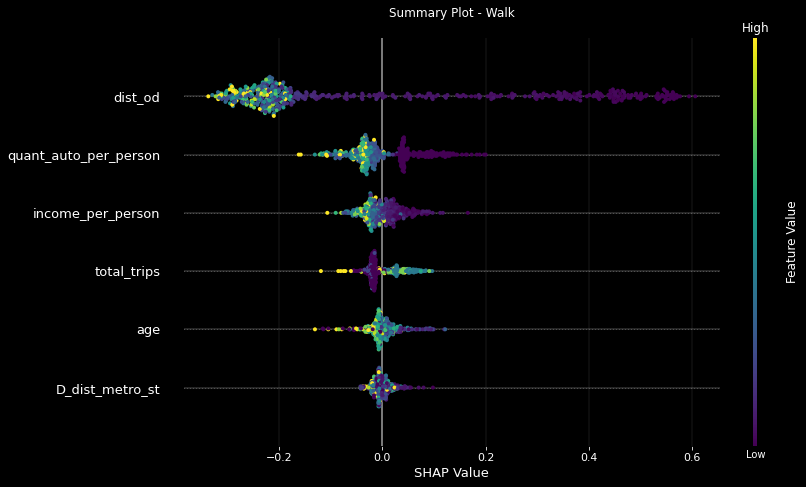 Summary Plot - Walk
High
dist_od
quant_auto_per_person
income_per_person
total_trips
age
D_dist_metro_st
Feature Value
Low
−0.2 0.0 0.2 0.4 0.6
SHAP Value